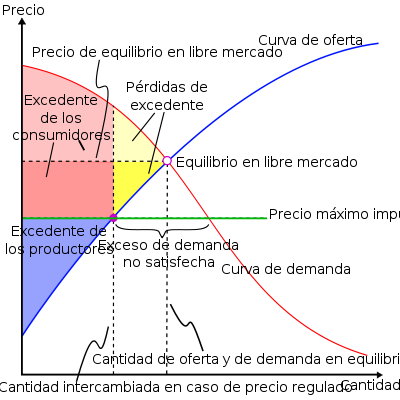 Precio
Curva de oferta
Precio de equilibrio en libre mercado
Pérdidas de
excedente
Excedente
de los
consumidores
Equilibrio en libre mercado
Precio máximo impu
Excedente de
los productores
Exceso de demanda
no satisfecha
Curva de demanda
Cantidad de oferta y de demanda en equilibri
Cantidad intercambiada en caso de precio regulado
Cantidad